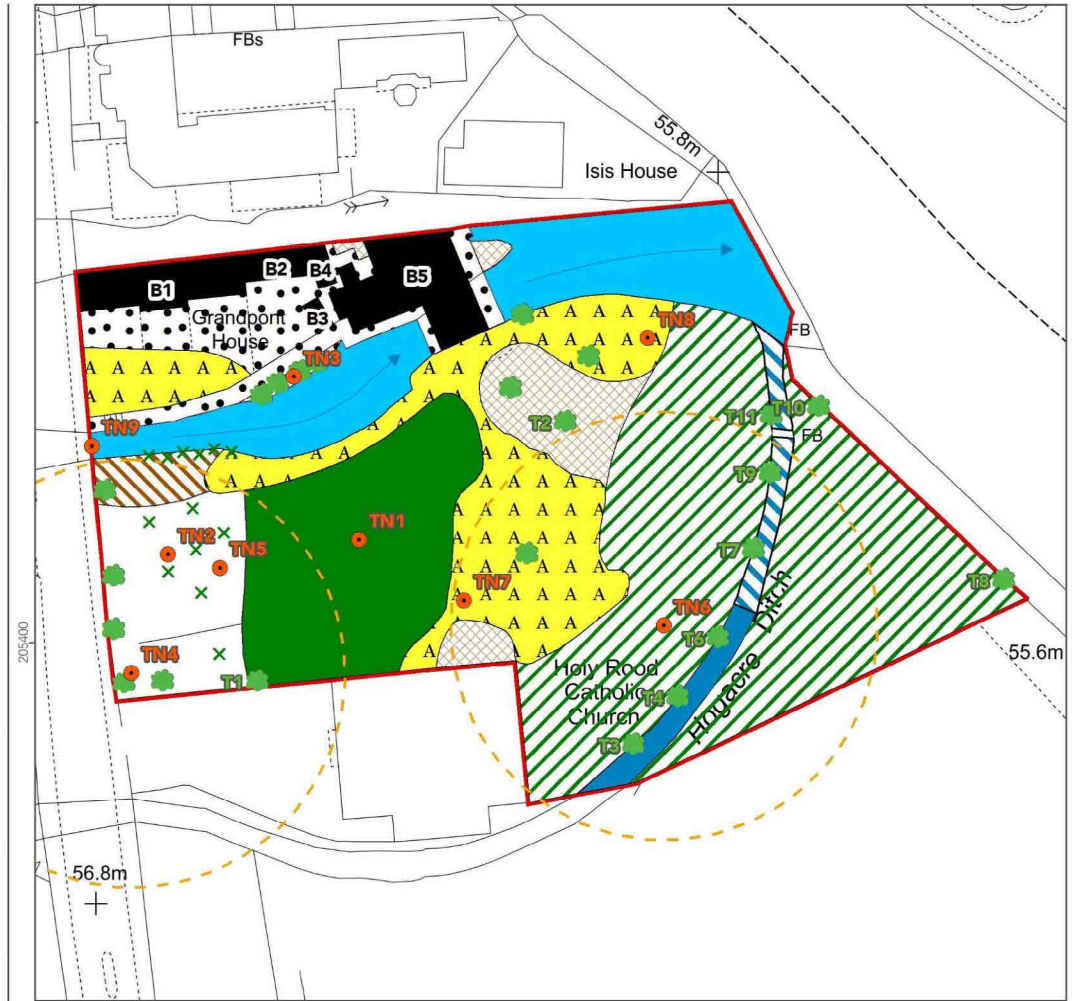 FBs
55.8m
Isis House
B2
B4
B5
B1
B3
Grandpont
House
TN3
TN8
FB
TN9
T11
T10
T2
FB
T9
TN1
TN2
TN5
T7
T8
TN7
TN6
T6
Ditch
205400
55.6m
TN4
T1
Holy Rood
Catholic
Church
T4
Hogacre
T3
56.8m
A A A A A A A A